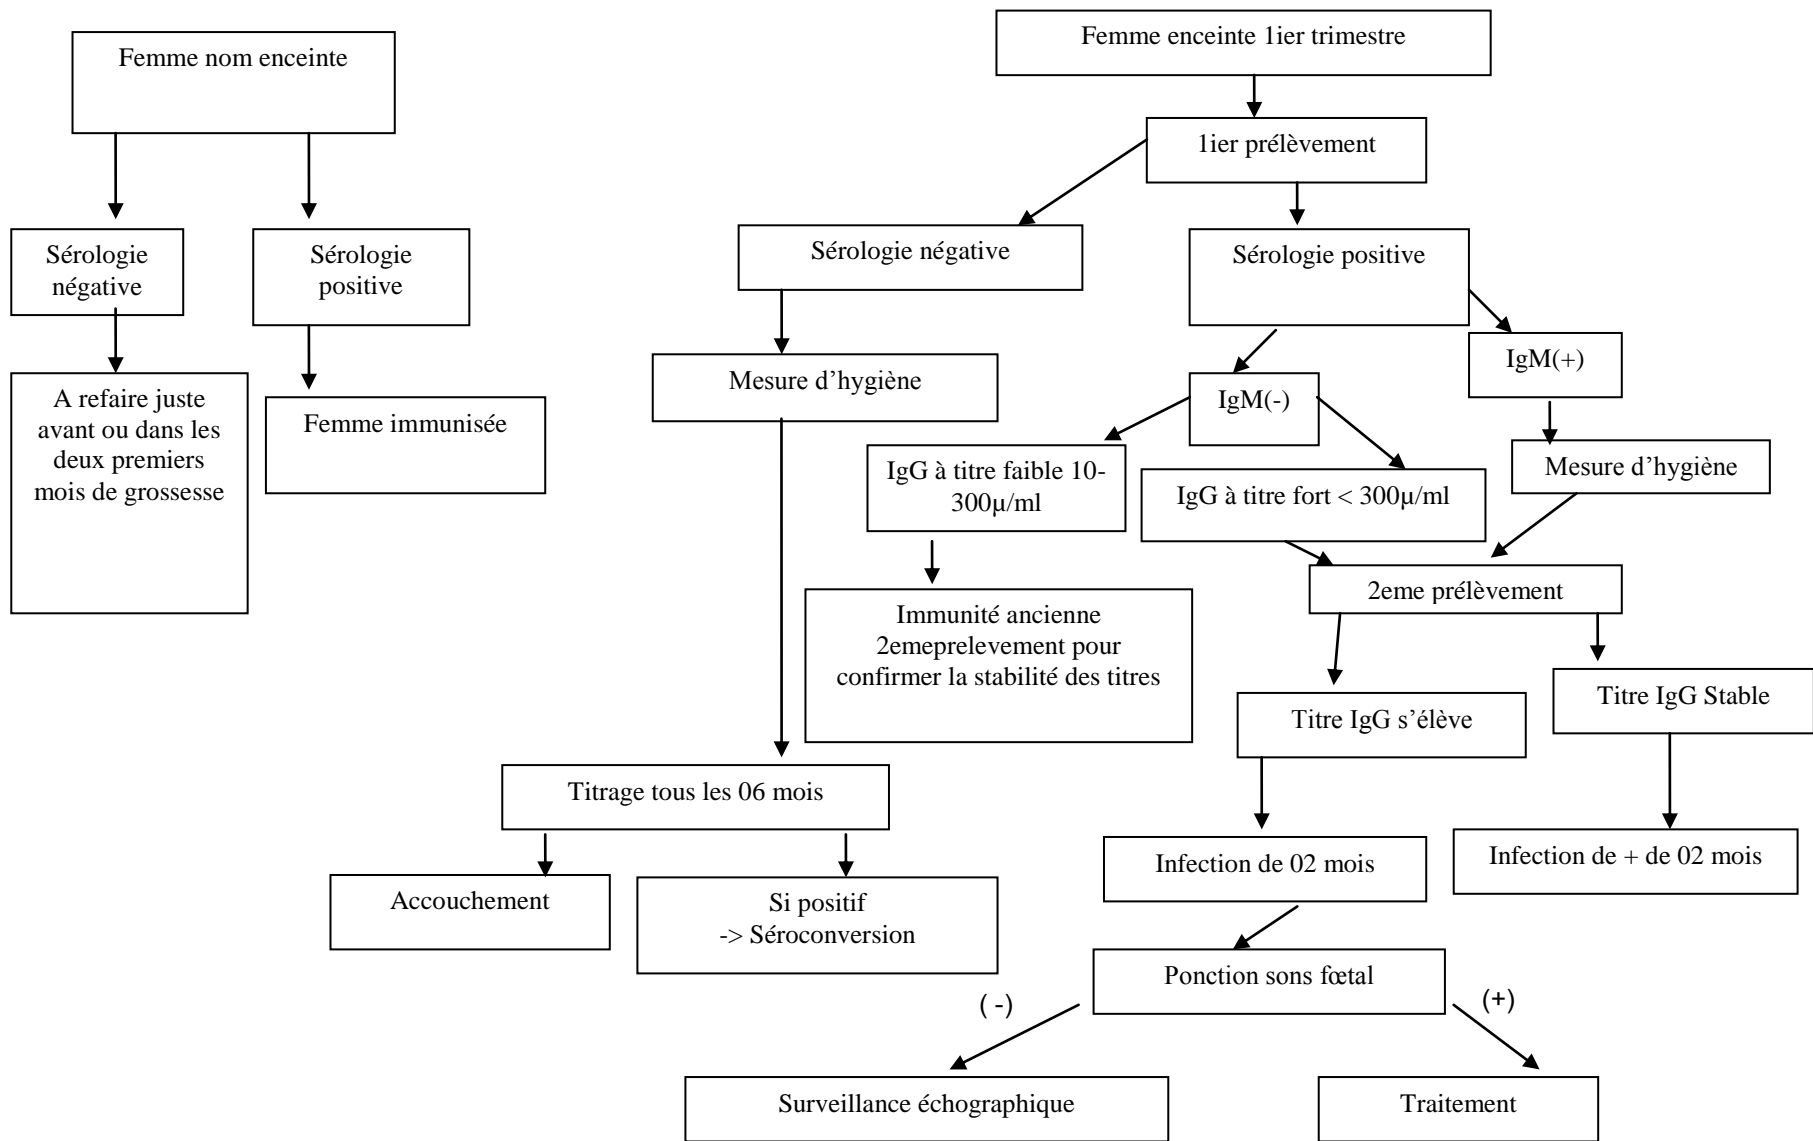 Femme nom enceinte
Sérologie
négative
Sérologie
positive
A refaire juste
avant ou dans les
deux premiers
mois de grossesse
Femme immunisée
Femme enceinte 1ier trimestre
1ier prélèvement
Sérologie négative
Sérologie positive
Mesure d’hygiène
IgM(-)
IgM(+)
IgG à titre faible 10-
300µ/ml
IgG à titre fort < 300µ/ml
Mesure d’hygiène
Immunité ancienne
2emeprelevement pour
confirmer la stabilité des titres
2eme prélèvement
Titre IgG s’élève
Titre IgG Stable
Titrage tous les 06 mois
Accouchement
Si positif
-> Séroconversion
Infection de 02 mois
Infection de + de 02 mois
Ponction sons fœtal
( -)
(+)
Surveillance échographique
Traitement